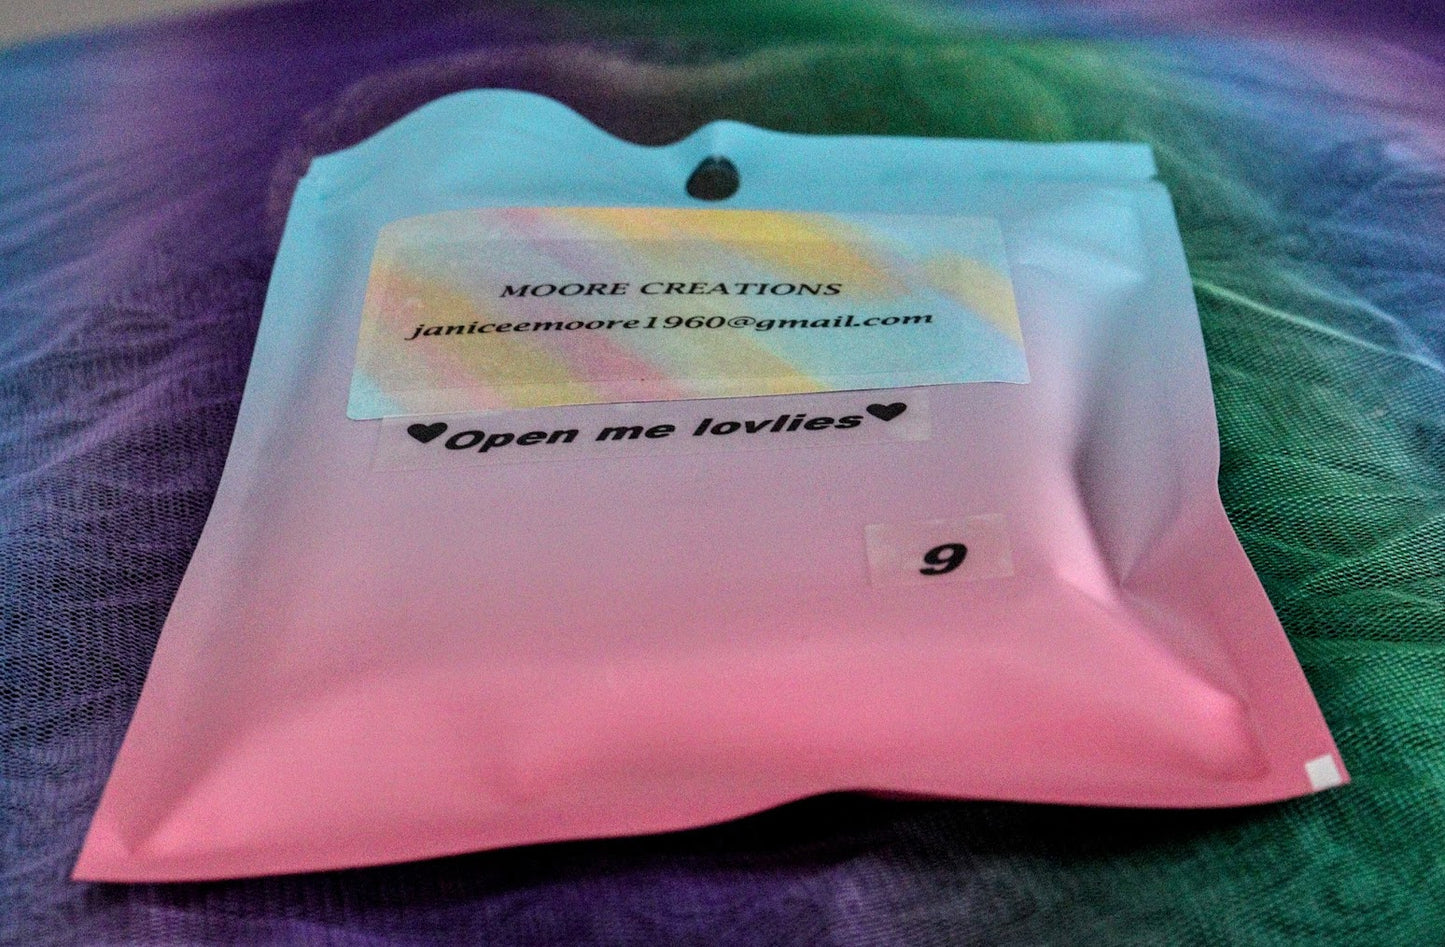 MOORE CREATIONS
janiceemoore1960@gmail.com
♥Open me lovlies♥
9